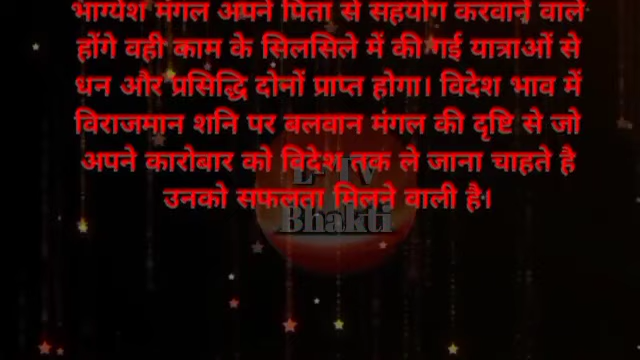 भाग्येश मंगल अपने पिता से सहयोग करवाने वाले
होंगे वही काम के सिलसिले में की गई यात्राओं से
धन और प्रसिद्धि दोनों प्राप्त होगा। विदेश भाव में
विराजमान शनि पर बलवान मंगल की दृष्टि से जो
अपने कारोबार को विदेश तक ले जाना चाहते है
उनको सफलता मिलने वाली है।
Bhakti